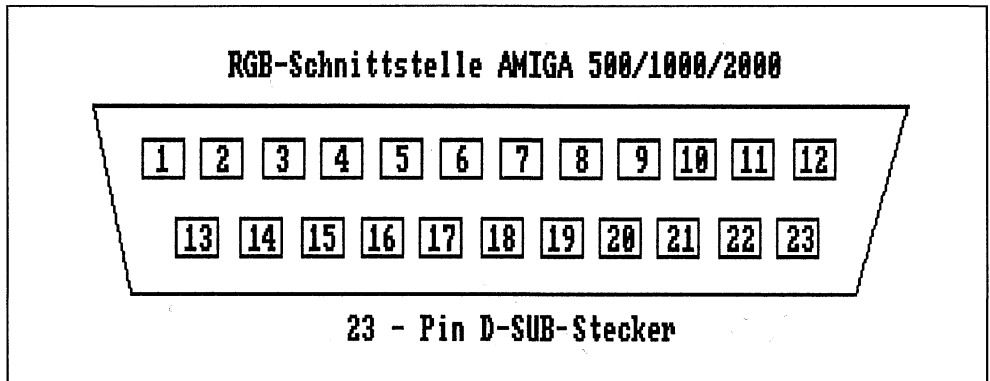 RGB-Schnittstelle AMIGA 500/1000/2000
1 2 3 4 5 6 7 8 9 10 11 12
13 14 15 16 17 18 19 20 21 22 23
23 - Pin D-SUB-Stecker